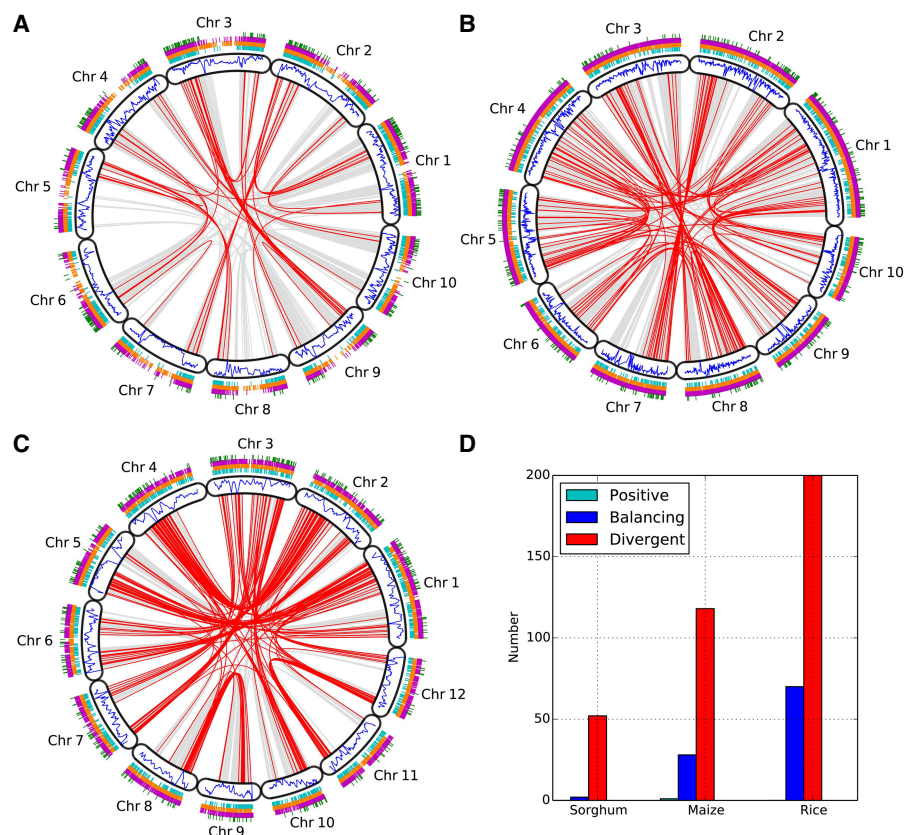 A
Chr 3
Chr 2
Chr 4
Chr 1
Chr 5
Chr 10
Chr 6
Chr 9
Chr 7
Chr 8
B
Chr 3
Chr 2
Chr 4
Chr 1
Chr 5
Chr 10
Chr 6
Chr 9
Chr 7
Chr 8
C
Chr 3
Chr 4
Chr 2
Chr 5
Chr 1
Chr 6
Chr 12
Chr 7
Chr 11
Chr 8
Chr 10
Chr 9
D
200
150
100
50
0
Number
Positive
Balancing
Divergent
Sorghum
Maize
Rice